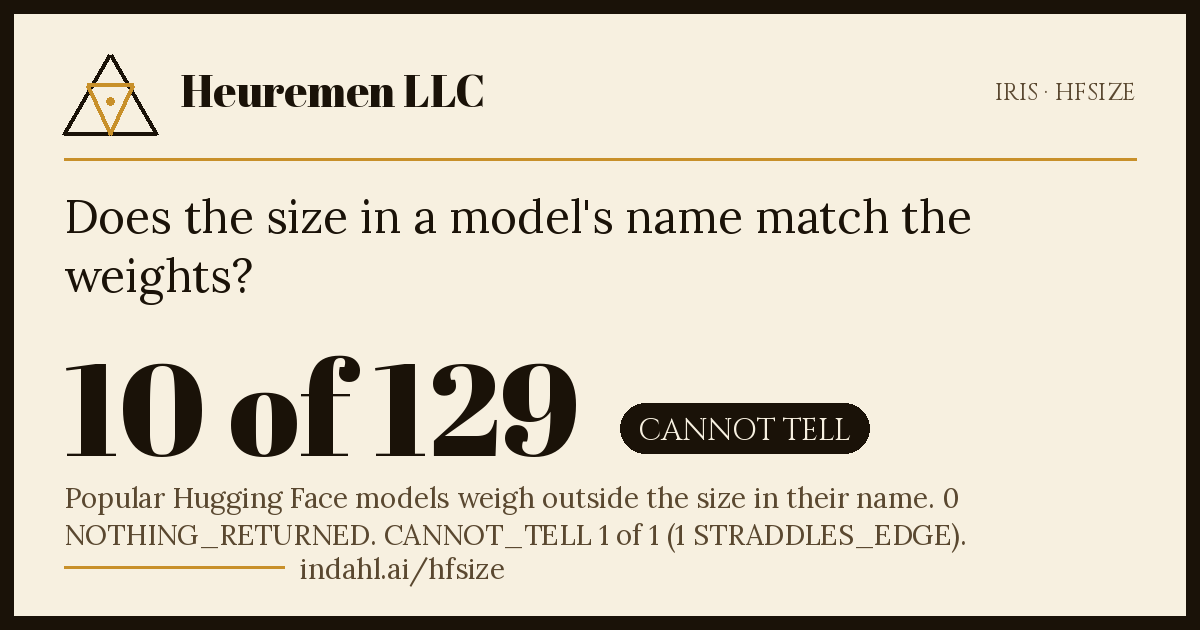 Heuremen LLC
IRIS · HFSIZE
Does the size in a model's name match the
weights?
10 of 129
CANNOT TELL
Popular Hugging Face models weigh outside the size in their name. 0
NOTHING_RETURNED. CANNOT_TELL 1 of 1 (1 STRADDLES_EDGE).
indahl.ai/hfsize